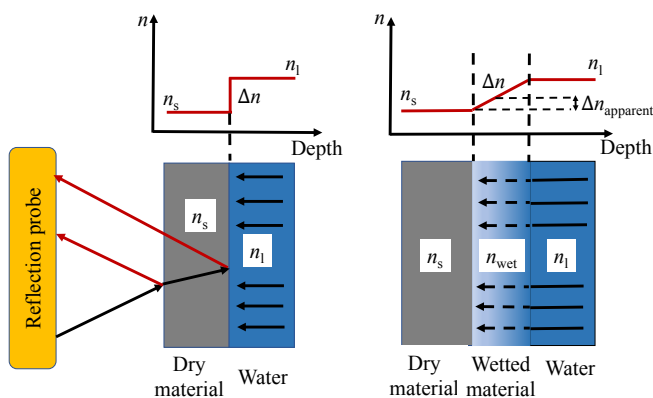 n
n_s
Δn
n_l
Depth
Reflection probe
n_s
n_l
Dry
material
Water
n
n_s
Δn
n_l
Δn_apparent
Depth
n_s
n_wet
n_l
Dry
material
Wetted
material
Water